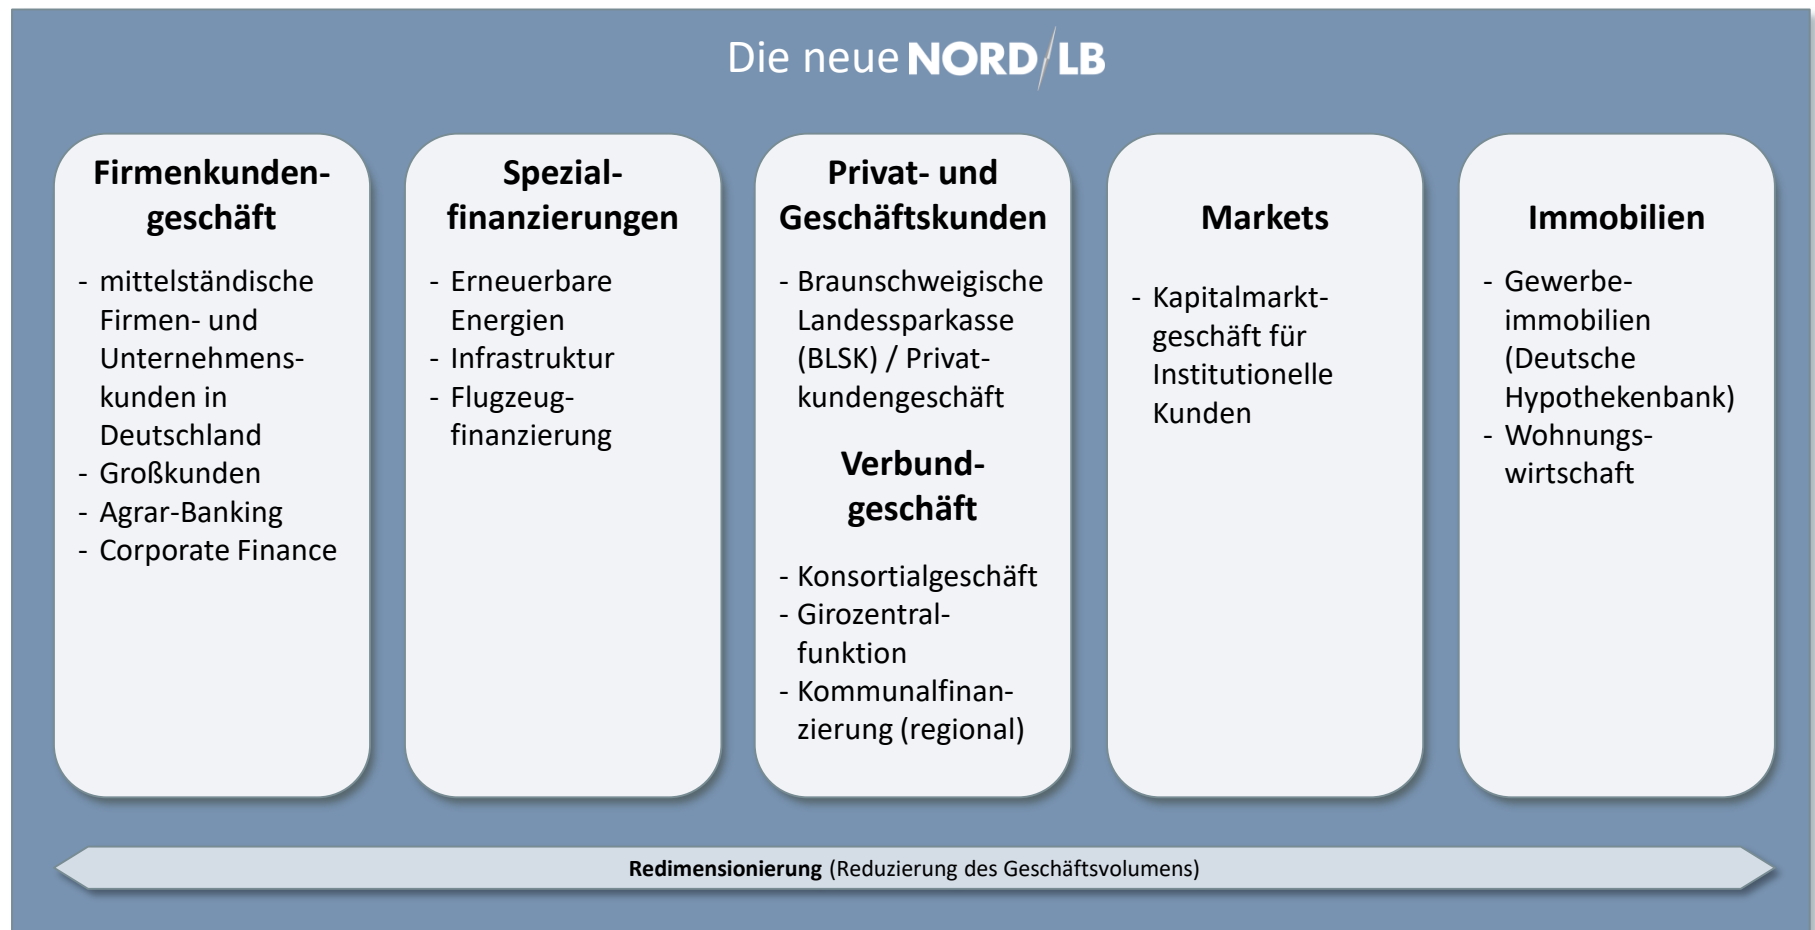 Die neue NORD/LB
Firmenkunden-
geschäft
- mittelständische
Firmen- und
Unternehmens-
kunden in
Deutschland
- Großkunden
- Agrar-Banking
- Corporate Finance
Spezial-
finanzierungen
- Erneuerbare
Energien
- Infrastruktur
- Flugzeug-
finanzierung
Privat- und
Geschäftskunden
- Braunschweigische
Landessparkasse
(BLSK) / Privat-
kundengeschäft
Verbund-
geschäft
- Konsortialgeschäft
- Girozentral-
funktion
- Kommunalfinan-
zierung (regional)
Markets
- Kapitalmarkt-
geschäft für
Institutionelle
Kunden
Immobilien
- Gewerbe-
immobilien
(Deutsche
Hypothekenbank)
- Wohnungs-
wirtschaft
Redimensionierung (Reduzierung des Geschäftsvolumens)